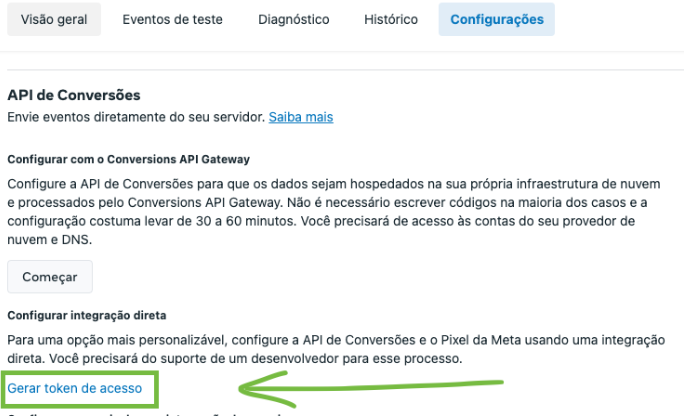 Visão geral Eventos de teste Diagnóstico Histórico Configurações
API de Conversões
Envie eventos diretamente do seu servidor. Saiba mais
Configurar com o Conversions API Gateway
Configure a API de Conversões para que os dados sejam hospedados na sua própria infraestrutura de nuvem
e processados pelo Conversions API Gateway. Não é necessário escrever códigos na maioria dos casos e a
configuração costuma levar de 30 a 60 minutos. Você precisará de acesso às contas do seu provedor de
nuvem e DNS.
Começar
Configurar integração direta
Para uma opção mais personalizável, configure a API de Conversões e o Pixel da Meta usando uma integração
direta. Você precisará do suporte de um desenvolvedor para esse processo.
Gerar token de acesso